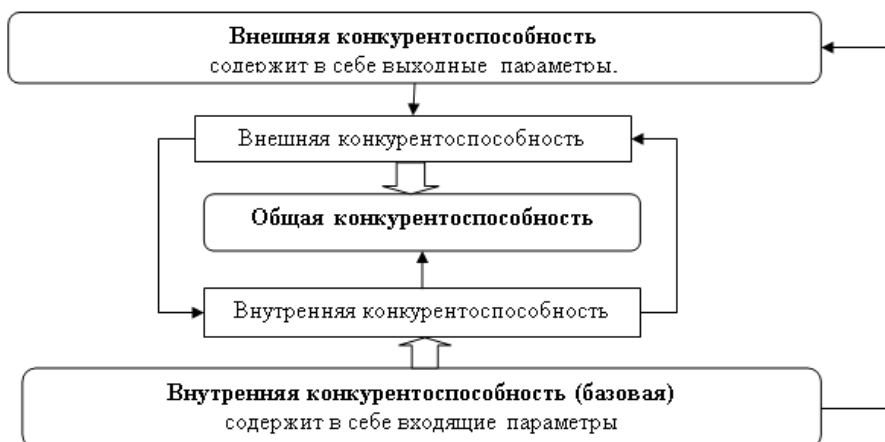 Внешняя конкурентоспособность
содержит в себе выходные параметры.
Внешняя конкурентоспособность
Общая конкурентоспособность
Внутренняя конкурентоспособность
Внутренняя конкурентоспособность (базовая)
содержит в себе входящие параметры